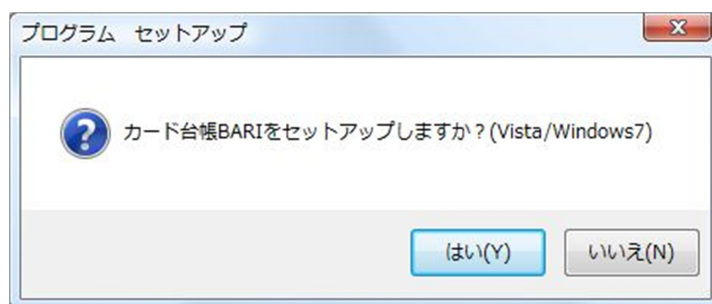 プログラム セットアップ
カード台帳BARIをセットアップしますか？(Vista/Windows7)
はい(Y)
いいえ(N)